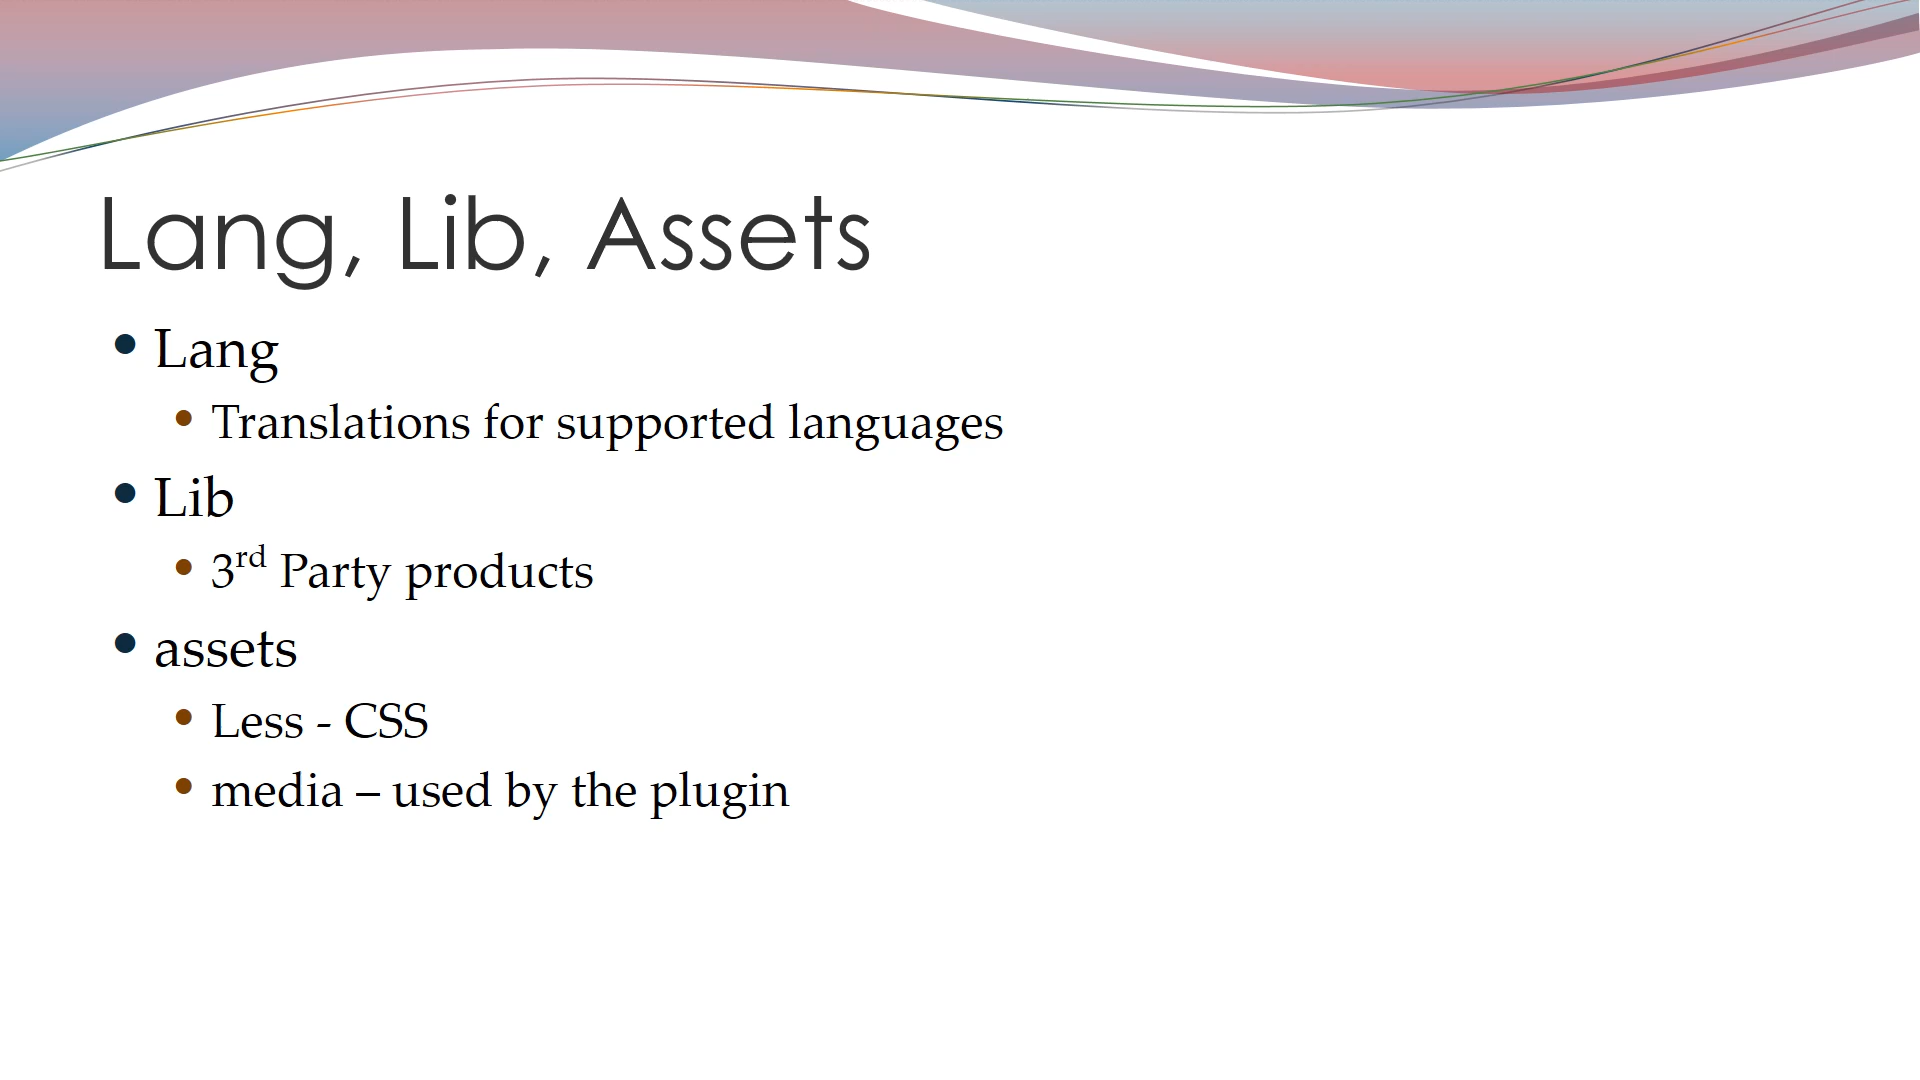 Lang, Lib, Assets
• Lang
• Translations for supported languages
• Lib
• 3rd Party products
• assets
• Less - CSS
• media – used by the plugin